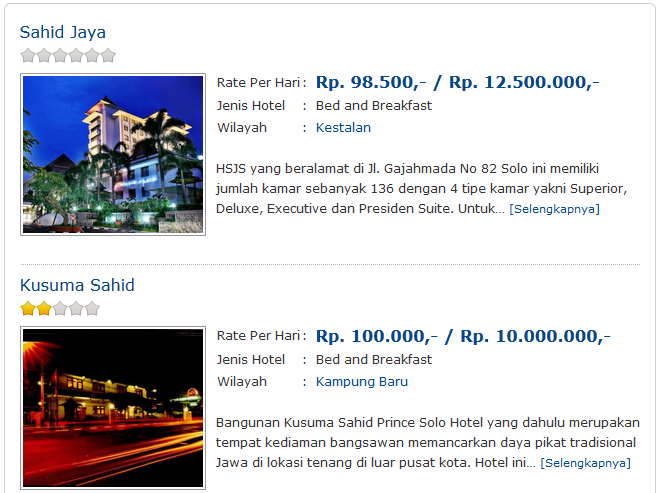 Sahid Jaya
Rate Per Hari : Rp. 98.500,- / Rp. 12.500.000,-
Jenis Hotel : Bed and Breakfast
Wilayah : Kestalan
HSJS yang beralamat di Jl. Gajahmada No 82 Solo ini memiliki
jumlah kamar sebanyak 136 dengan 4 tipe kamar yakni Superior,
Deluxe, Executive dan Presiden Suite. Untuk... [Selengkapnya]
Kusuma Sahid
Rate Per Hari : Rp. 100.000,- / Rp. 10.000.000,-
Jenis Hotel : Bed and Breakfast
Wilayah : Kampung Baru
Bangunan Kusuma Sahid Prince Solo Hotel yang dahulu merupakan
tempat kediaman bangsawan memancarkan daya pikat tradisional
Jawa di lokasi tenang di luar pusat kota. Hotel ini... [Selengkapnya]